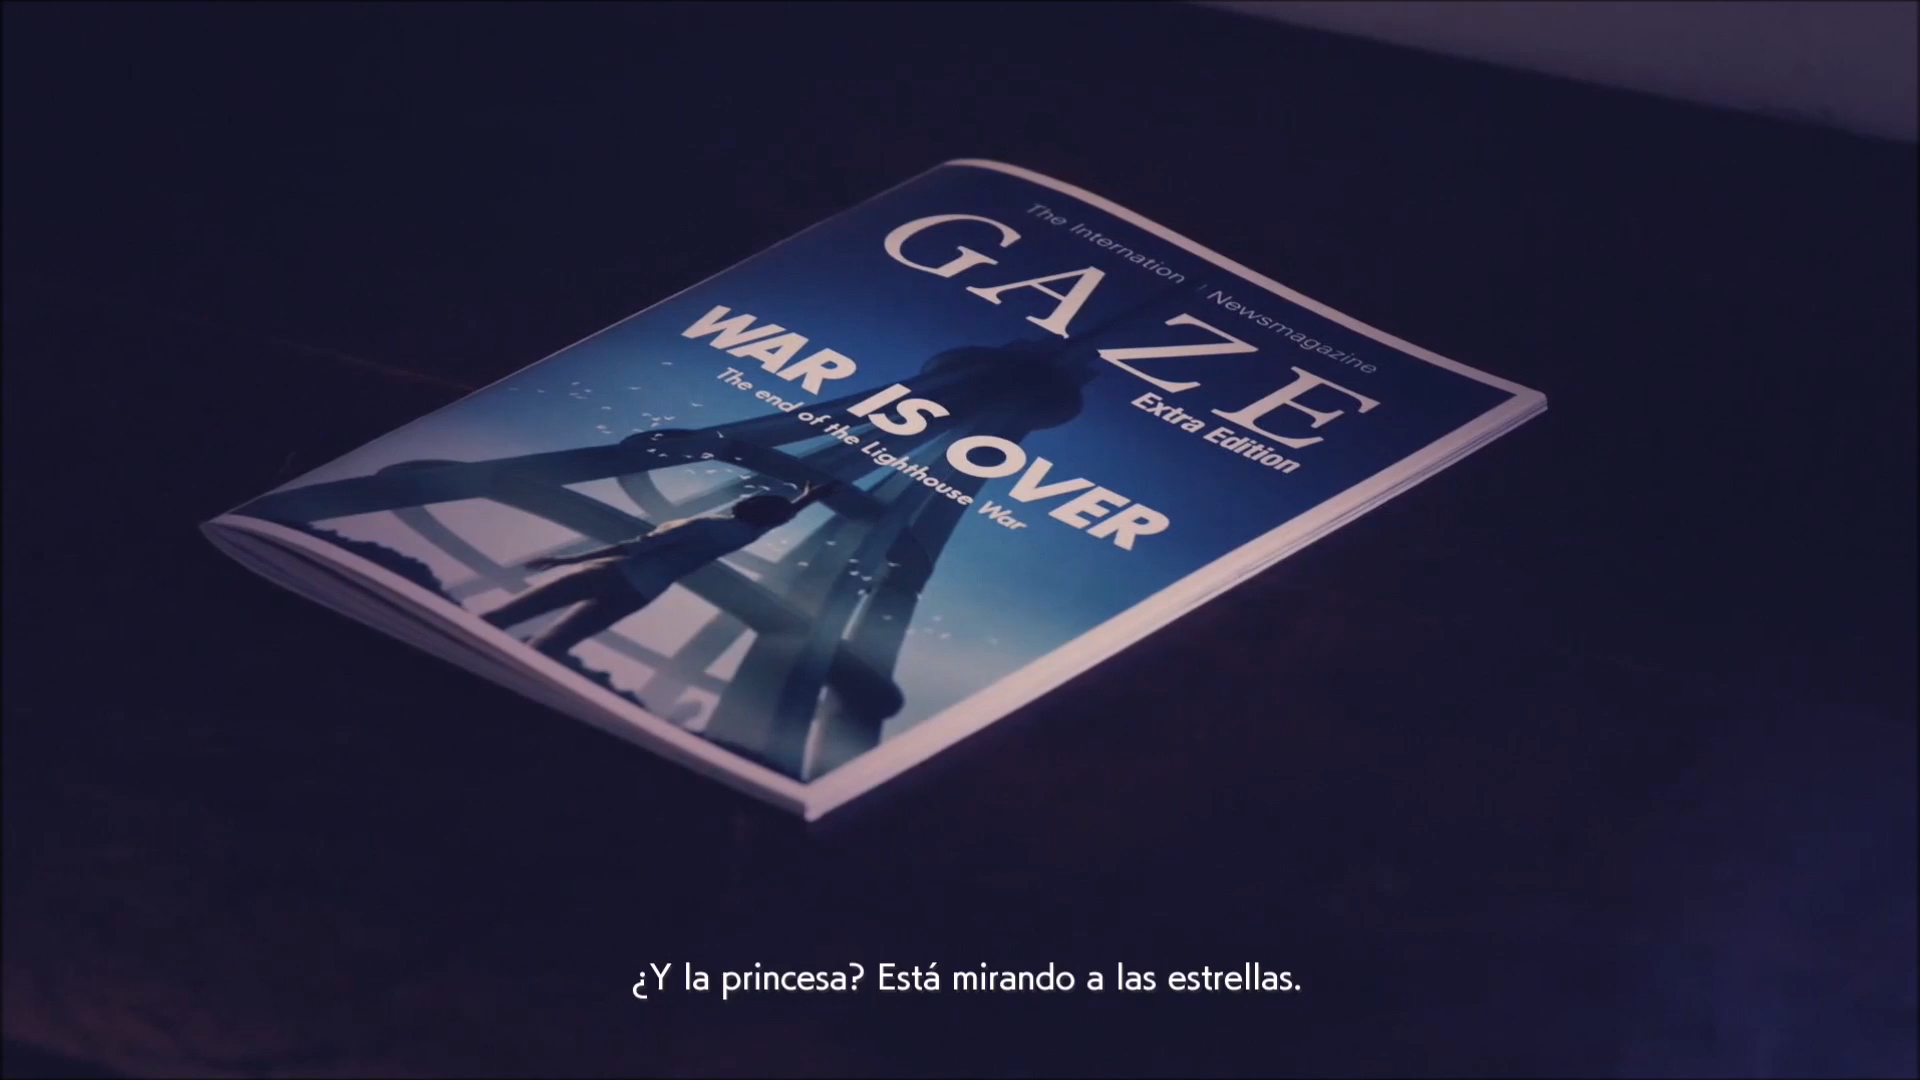 The Internation l Newsmagazine
GAZE
Extra Edition
WAR IS OVER
The end of the Lighthouse War
¿Y la princesa? Está mirando a las estrellas.